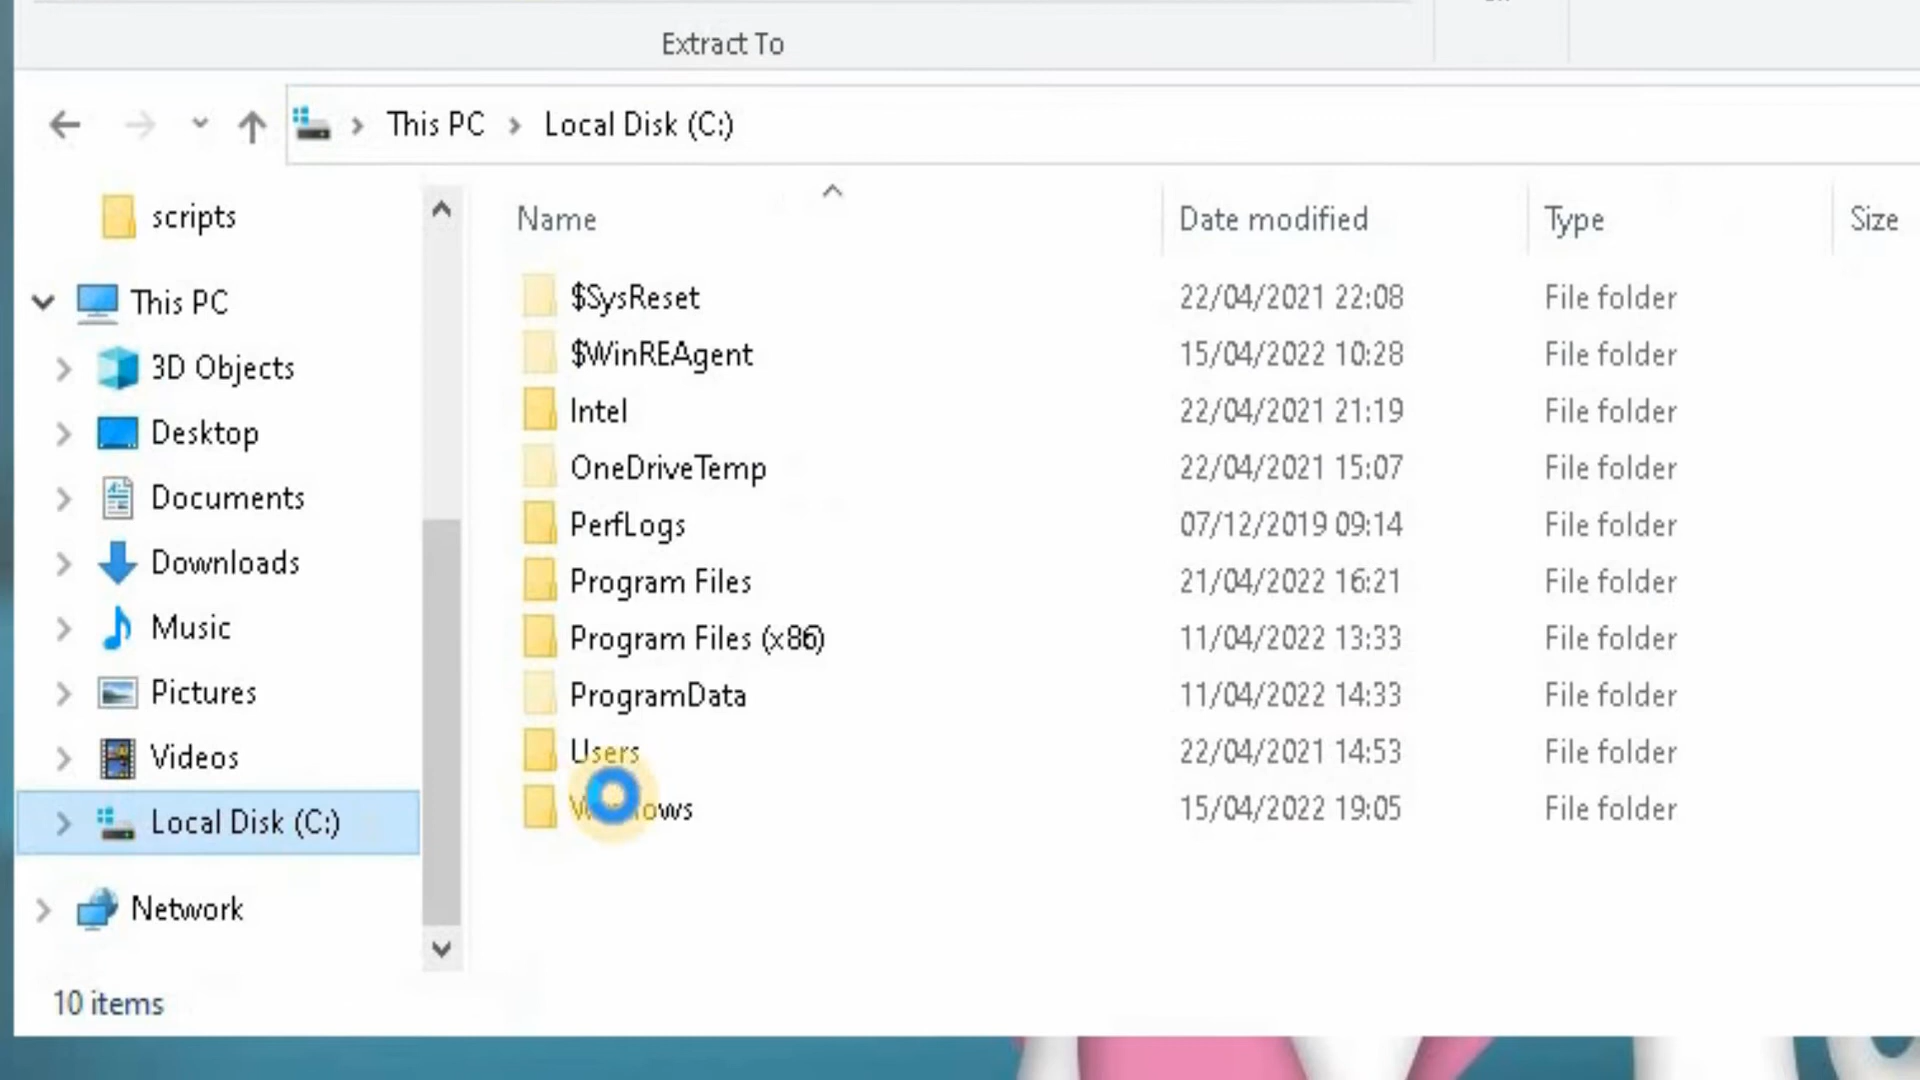 Extract To
This PC > Local Disk (C:)
scripts
This PC
3D Objects
Desktop
Documents
Downloads
Music
Pictures
Videos
Local Disk (C:)
Network
Name Date modified Type Size
$SysReset 22/04/2021 22:08 File folder
$WinREAgent 15/04/2022 10:28 File folder
Intel 22/04/2021 21:19 File folder
OneDriveTemp 22/04/2021 15:07 File folder
PerfLogs 07/12/2019 09:14 File folder
Program Files 21/04/2022 16:21 File folder
Program Files (x86) 11/04/2022 13:33 File folder
ProgramData 11/04/2022 14:33 File folder
Users 22/04/2021 14:53 File folder
Windows 15/04/2022 19:05 File folder
10 items